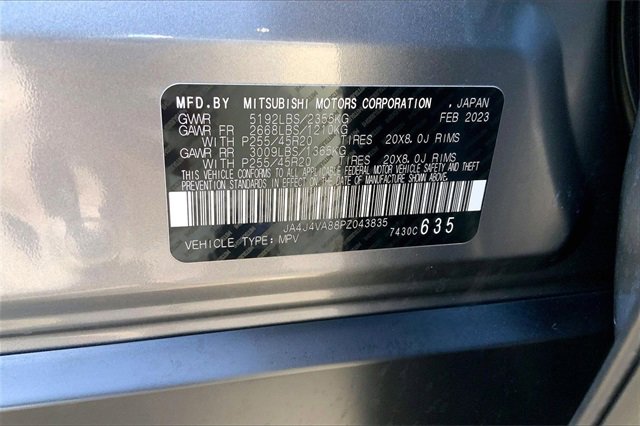 MFD.BY MITSUBISHI MOTORS CORPORATION , JAPAN
GVWR 5192LBS/2355KG FEB 2023
GAWR FR 2668LBS/1210KG
WITH P255/45R20 TIRES 20X8.0J RIMS
GAWR RR 3009LBS/1365KG
WITH P255/45R20 TIRES 20X8.0J RIMS
THIS VEHICLE CONFORMS TO ALL APPLICABLE FEDERAL MOTOR VEHICLE SAFETY AND THEFT
PREVENTION STANDARDS IN EFFECT ON THE DATE OF MANUFACTURE SHOWN ABOVE.
JA4J4VA88PZ043835
VEHICLE TYPE: MPV 7430C 635